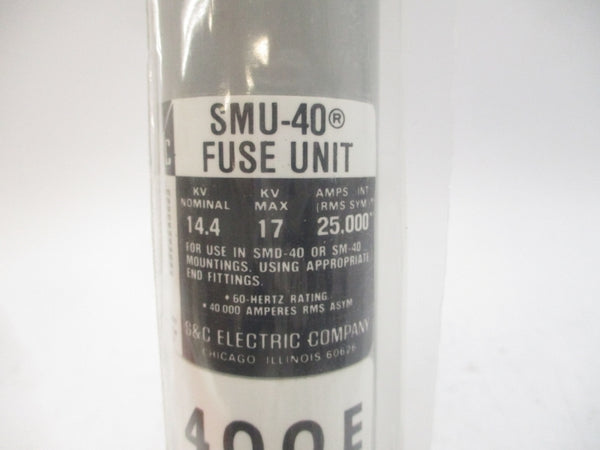 SMU-40®
FUSE UNIT
KV NOMINAL KV MAX AMPS. INT. (RMS SYM)*
14.4 17 25,000*
FOR USE IN SMD-40 OR SM-40
MOUNTINGS, USING APPROPRIATE
END FITTINGS.
• 60-HERTZ RATING
• 40 000 AMPERES RMS ASYM
S&C ELECTRIC COMPANY
CHICAGO ILLINOIS 60626
400E
C